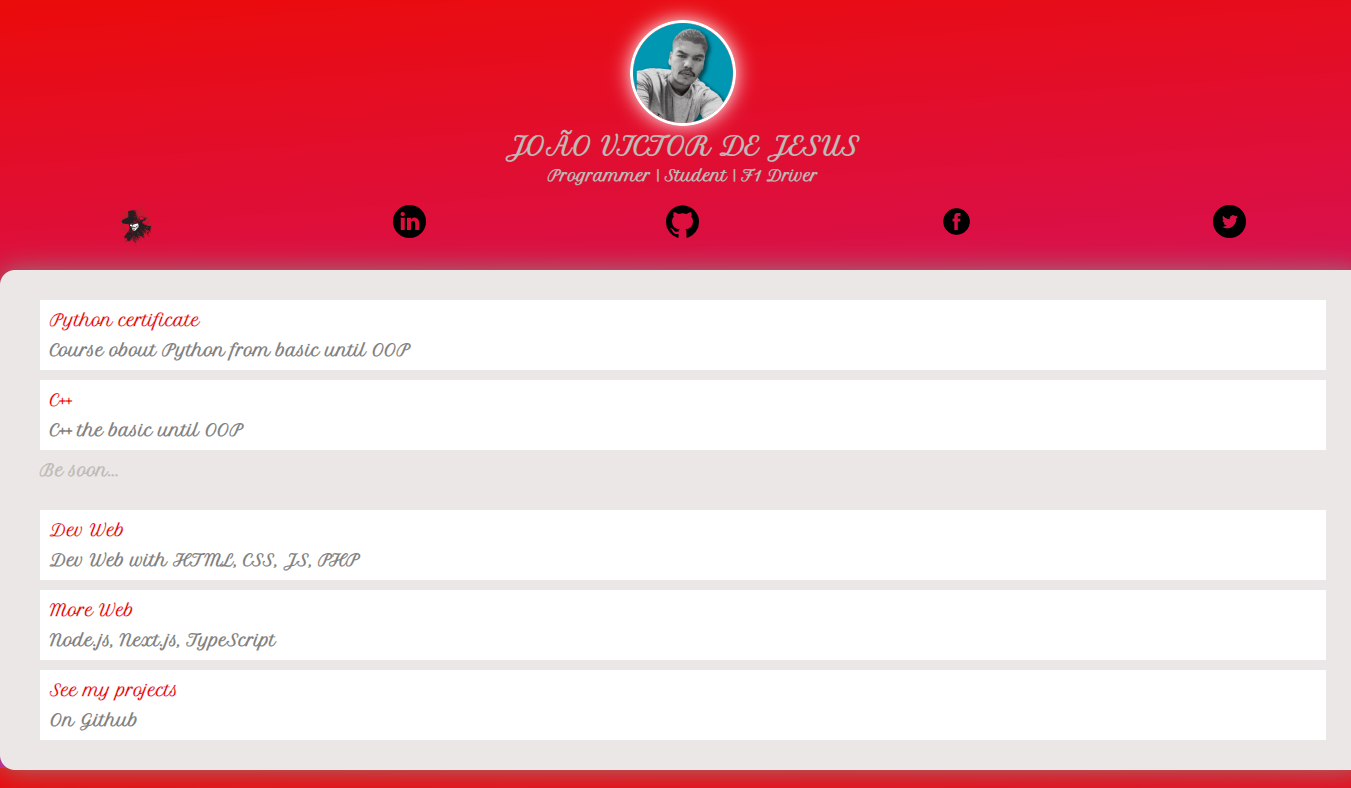 JOÃO VICTOR DE JESUS
Programmer | Student | F1 Driver
Python certificate
Course obout Python from basic until OOP
C++
C++ the basic until OOP
Be soon...
Dev Web
Dev Web with HTML, CSS, JS, PHP
More Web
Node.js, Next.js, TypeScript
See my projects
On Github